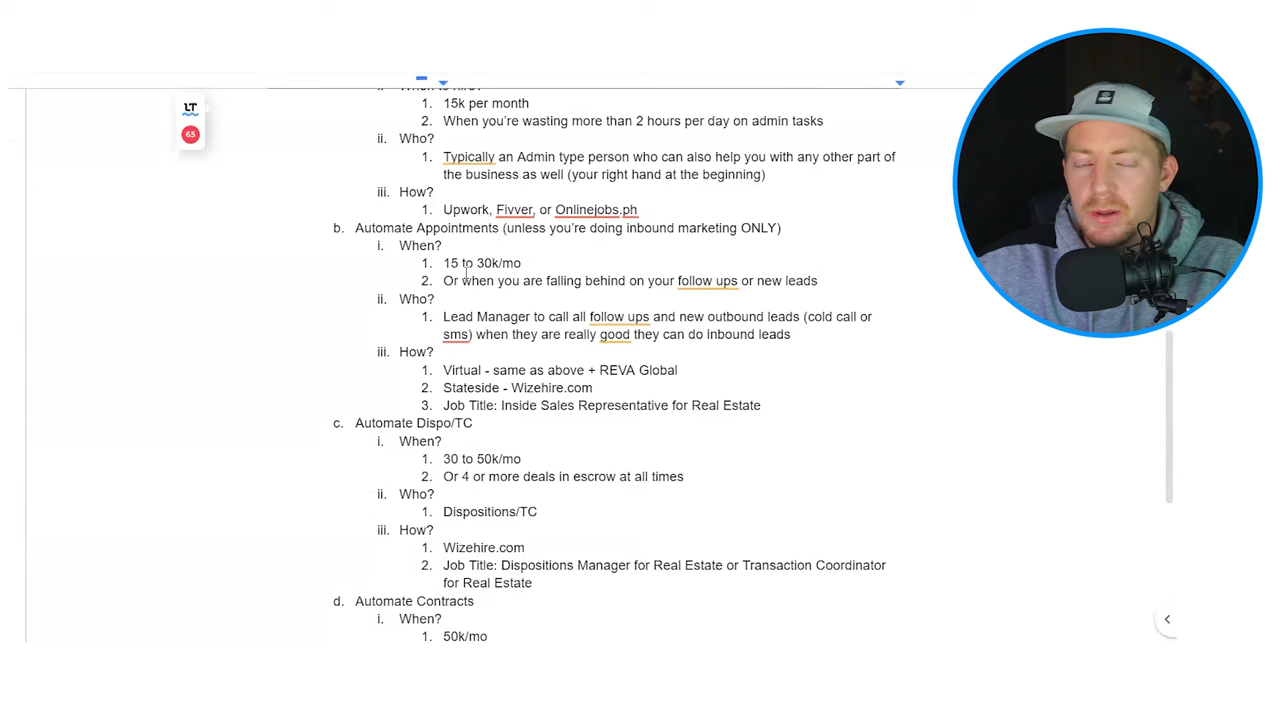 LT
65
1. 15k per month
2. When you're wasting more than 2 hours per day on admin tasks
ii. Who?
1. Typically an Admin type person who can also help you with any other part of
the business as well (your right hand at the beginning)
iii. How?
1. Upwork, Fivver, or Onlinejobs.ph
b. Automate Appointments (unless you're doing inbound marketing ONLY)
i. When?
1. 15 to 30k/mo
2. Or when you are falling behind on your follow ups or new leads
ii. Who?
1. Lead Manager to call all follow ups and new outbound leads (cold call or
sms) when they are really good they can do inbound leads
iii. How?
1. Virtual - same as above + REVA Global
2. Stateside - Wizehire.com
3. Job Title: Inside Sales Representative for Real Estate
c. Automate Dispo/TC
i. When?
1. 30 to 50k/mo
2. Or 4 or more deals in escrow at all times
ii. Who?
1. Dispositions/TC
iii. How?
1. Wizehire.com
2. Job Title: Dispositions Manager for Real Estate or Transaction Coordinator
for Real Estate
d. Automate Contracts
i. When?
1. 50k/mo